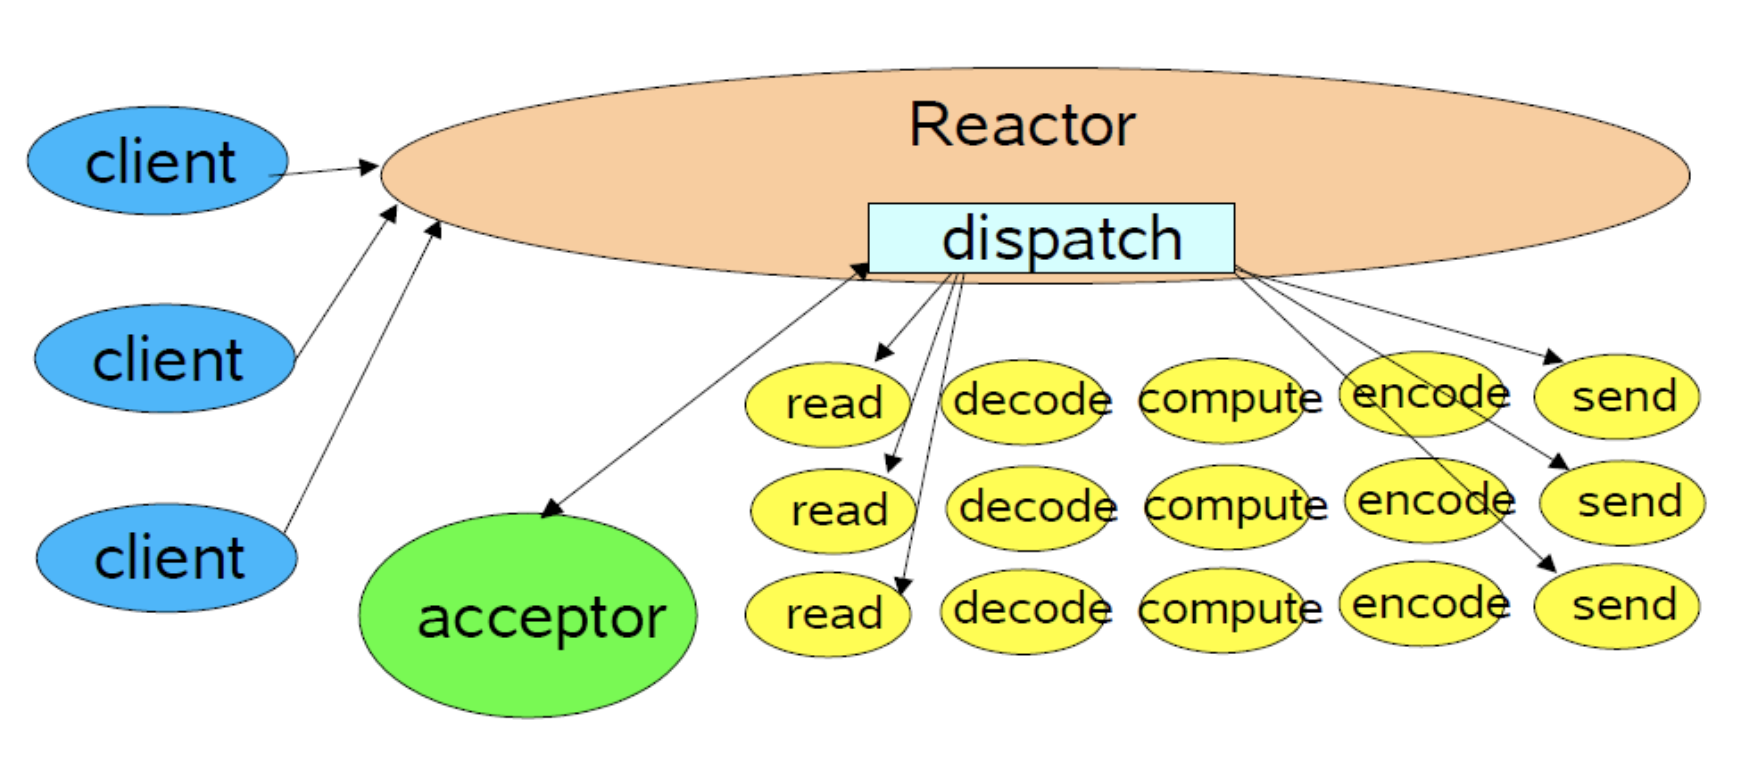 Reactor
client
dispatch
client
client
acceptor
read decode compute encode send
read decode compute encode send
read decode compute encode send